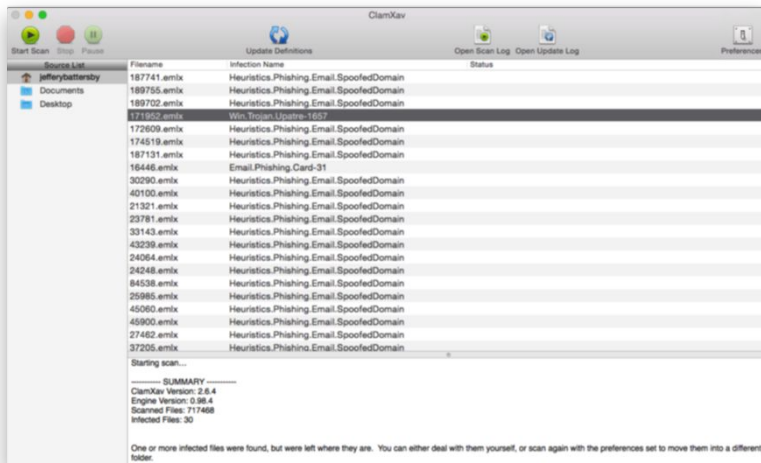 ClamXav
Start Scan Stop Pause Update Definitions Open Scan Log Open Update Log Preferences
Source List Filename Infection Name Status
jefferybattersby
Documents
Desktop
187741.emlx Heuristics.Phishing.Email.SpoofedDomain
189755.emlx Heuristics.Phishing.Email.SpoofedDomain
189702.emlx Heuristics.Phishing.Email.SpoofedDomain
171952.emlx Win.Trojan.Upatre-1657
172609.emlx Heuristics.Phishing.Email.SpoofedDomain
174519.emlx Heuristics.Phishing.Email.SpoofedDomain
187131.emlx Heuristics.Phishing.Email.SpoofedDomain
16446.emlx Email.Phishing.Card-31
30290.emlx Heuristics.Phishing.Email.SpoofedDomain
40100.emlx Heuristics.Phishing.Email.SpoofedDomain
21321.emlx Heuristics.Phishing.Email.SpoofedDomain
23781.emlx Heuristics.Phishing.Email.SpoofedDomain
33143.emlx Heuristics.Phishing.Email.SpoofedDomain
43239.emlx Heuristics.Phishing.Email.SpoofedDomain
24064.emlx Heuristics.Phishing.Email.SpoofedDomain
24248.emlx Heuristics.Phishing.Email.SpoofedDomain
84538.emlx Heuristics.Phishing.Email.SpoofedDomain
25985.emlx Heuristics.Phishing.Email.SpoofedDomain
45060.emlx Heuristics.Phishing.Email.SpoofedDomain
45900.emlx Heuristics.Phishing.Email.SpoofedDomain
27462.emlx Heuristics.Phishing.Email.SpoofedDomain
37205.emlx Heuristics.Phishing.Email.SpoofedDomain
Starting scan...
----------- SUMMARY -----------
ClamXav Version: 2.6.4
Engine Version: 0.98.4
Scanned Files: 717468
Infected Files: 30
One or more infected files were found, but were left where they are. You can either deal with them yourself, or scan again with the preferences set to move them into a different
folder.